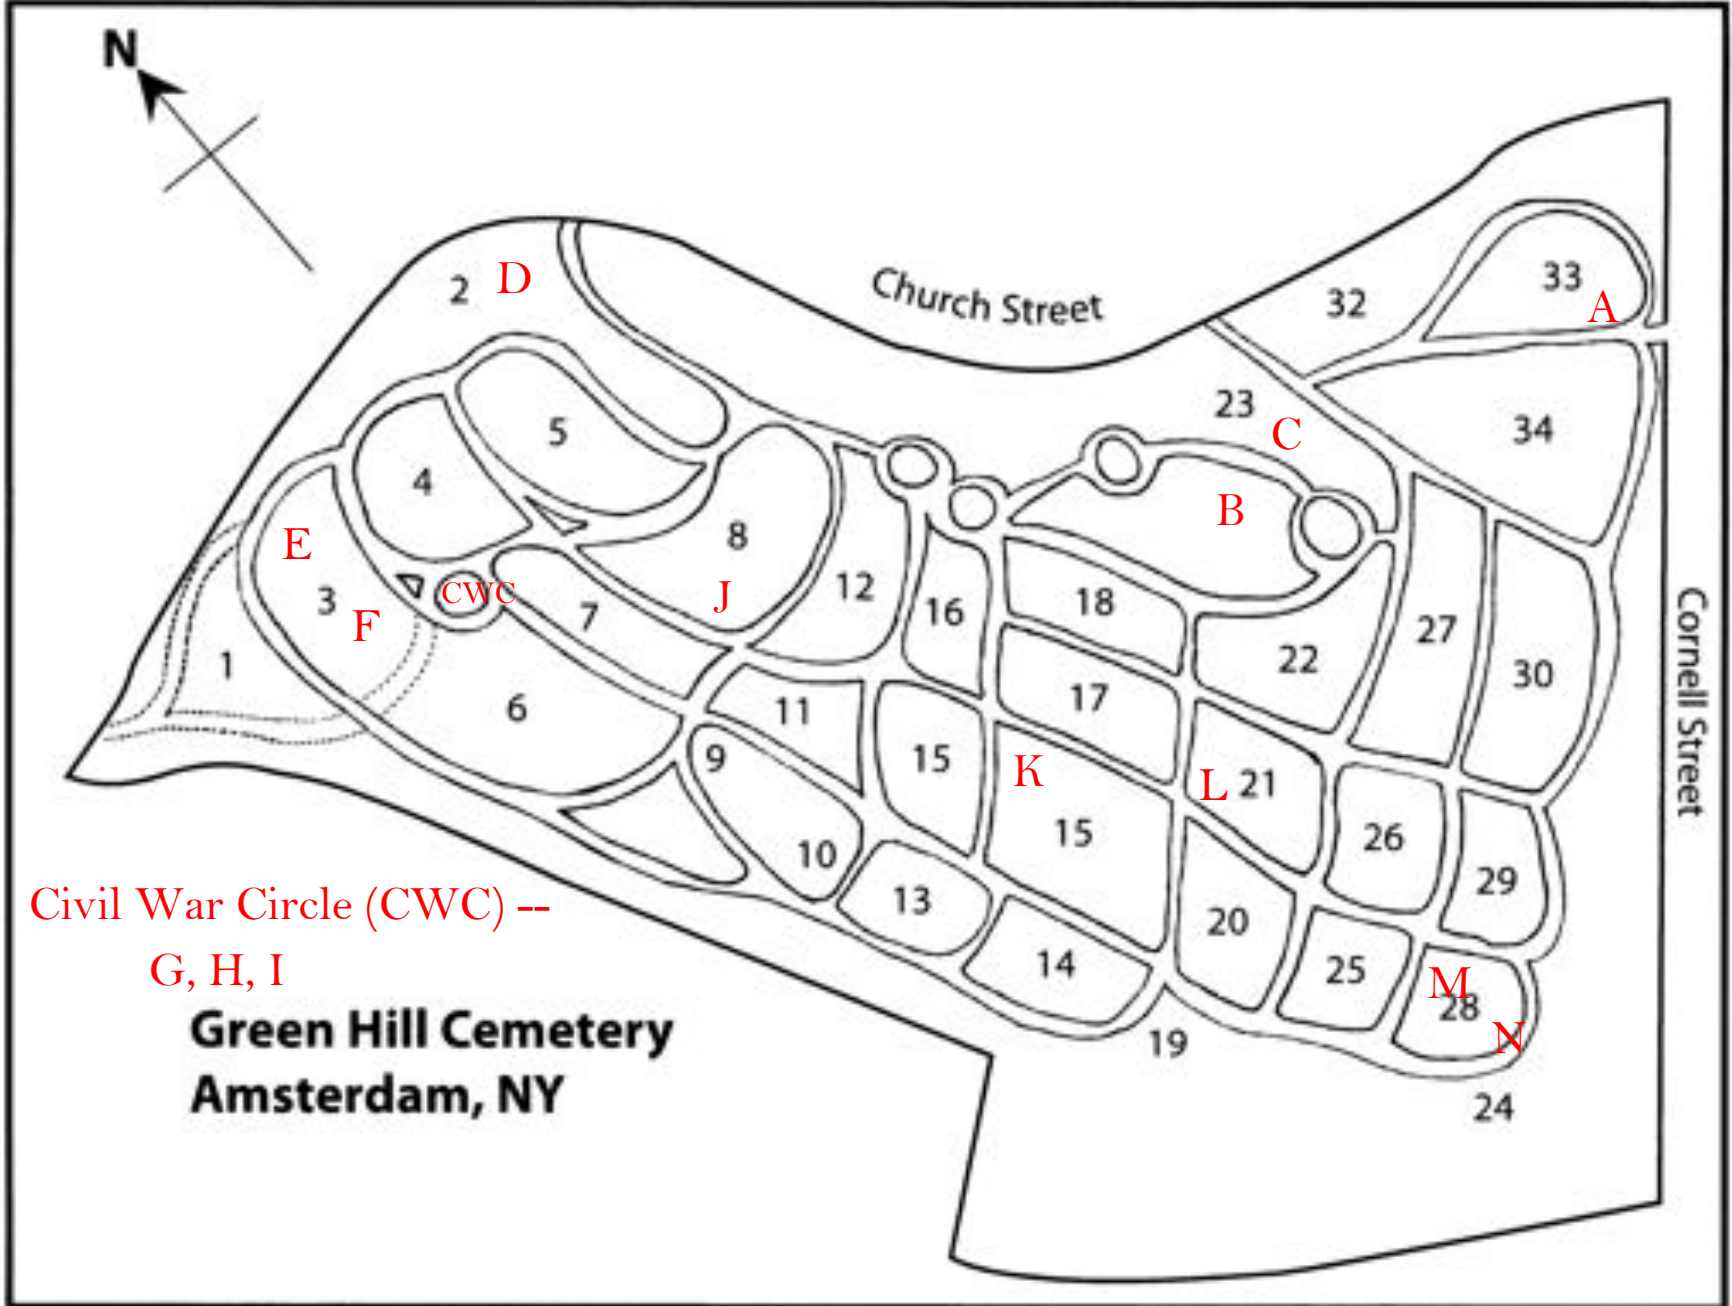 N
Church Street
2 D
33
A
32
23
C
34
5
4
B
E
8
3
F
CWC
J
7
12
16
18
27
1
22
30
6
11
17
9
15
K
L 21
15
26
10
29
13
20
14
25
M
28
N
19
24
Cornell Street
Civil War Circle (CWC) --
G, H, I
Green Hill Cemetery
Amsterdam, NY